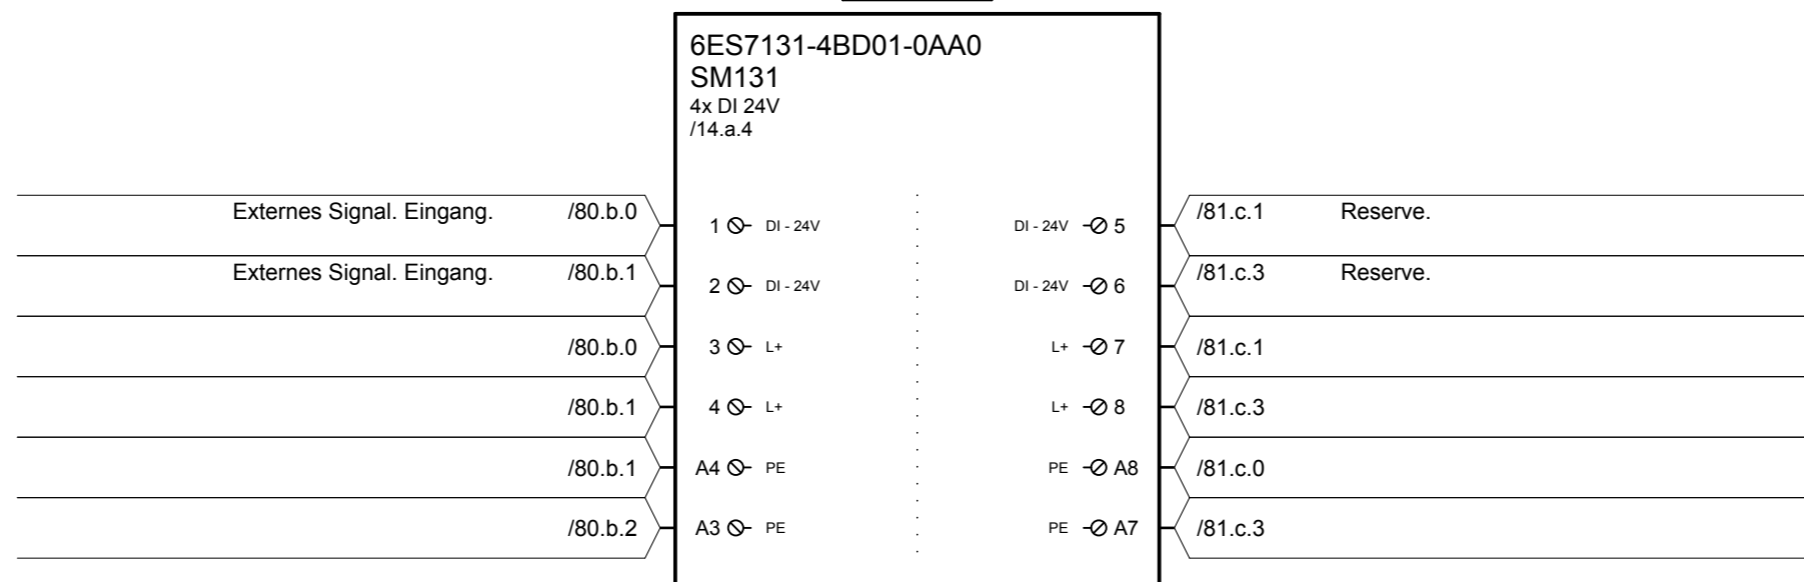 6ES7131-4BD01-0AA0
SM131
4x DI 24V
/14.a.4
Externes Signal. Eingang. /80.b.0 1 DI - 24V DI - 24V 5 /81.c.1 Reserve.
Externes Signal. Eingang. /80.b.1 2 DI - 24V DI - 24V 6 /81.c.3 Reserve.
/80.b.0 3 L+ L+ 7 /81.c.1
/80.b.1 4 L+ L+ 8 /81.c.3
/80.b.1 A4 PE PE A8 /81.c.0
/80.b.2 A3 PE PE A7 /81.c.3